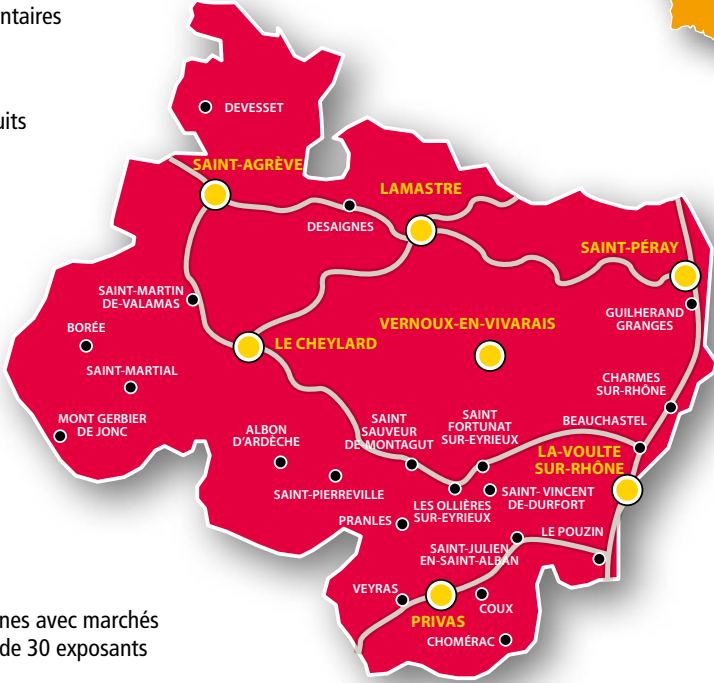 ntaires
uits
DEVESSET
SAINT-AGRÈVE
LAMASTRE
DESAIGNES
SAINT-PÉRAY
SAINT-MARTIN
DE-VALAMAS
GUILHERAND
GRANGES
BORÉE
LE CHEYLARD
VERNOUX-EN-VIVARAIS
SAINT-MARTIAL
CHARMES
SUR-RHÔNE
MONT GERBIER
DE JONC
ALBON
D'ARDÈCHE
SAINT
SAUVEUR
DE-MONTAGUT
SAINT
FORTUNAT
SUR-EYRIEUX
BEAUCHASTEL
LA-VOULTE
SUR-RHÔNE
SAINT-PIERREVILLE
LES OLLIÈRES
SUR-EYRIEUX
SAINT- VINCENT
DE-DURFORT
PRANLES
LE POUZIN
SAINT-JULIEN
EN-SAINT-ALBAN
VEYRAS
PRIVAS
COUX
CHOMÉRAC
nes avec marchés
de 30 exposants